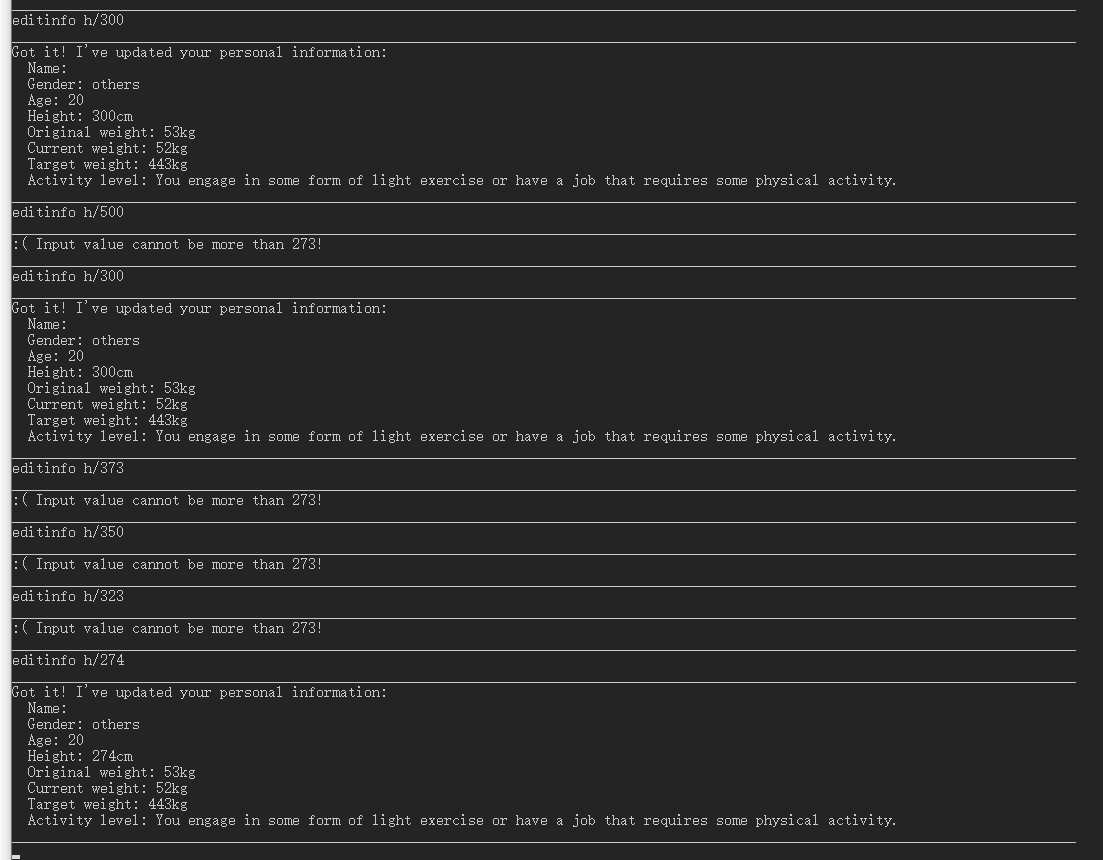 editinfo h/300
Got it! I've updated your personal information:
Name:
Gender: others
Age: 20
Height: 300cm
Original weight: 53kg
Current weight: 52kg
Target weight: 443kg
Activity level: You engage in some form of light exercise or have a job that requires some physical activity.
editinfo h/500
:( Input value cannot be more than 273!
editinfo h/300
Got it! I've updated your personal information:
Name:
Gender: others
Age: 20
Height: 300cm
Original weight: 53kg
Current weight: 52kg
Target weight: 443kg
Activity level: You engage in some form of light exercise or have a job that requires some physical activity.
editinfo h/373
:( Input value cannot be more than 273!
editinfo h/350
:( Input value cannot be more than 273!
editinfo h/323
:( Input value cannot be more than 273!
editinfo h/274
Got it! I've updated your personal information:
Name:
Gender: others
Age: 20
Height: 274cm
Original weight: 53kg
Current weight: 52kg
Target weight: 443kg
Activity level: You engage in some form of light exercise or have a job that requires some physical activity.